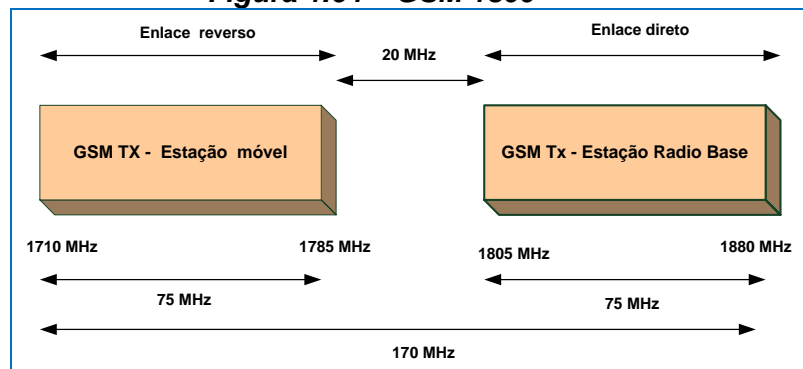 Enlace reverso
Enlace direto
20 MHz
GSM TX - Estação móvel
GSM Tx - Estação Radio Base
1710 MHz
1785 MHz
1805 MHz
1880 MHz
75 MHz
75 MHz
170 MHz